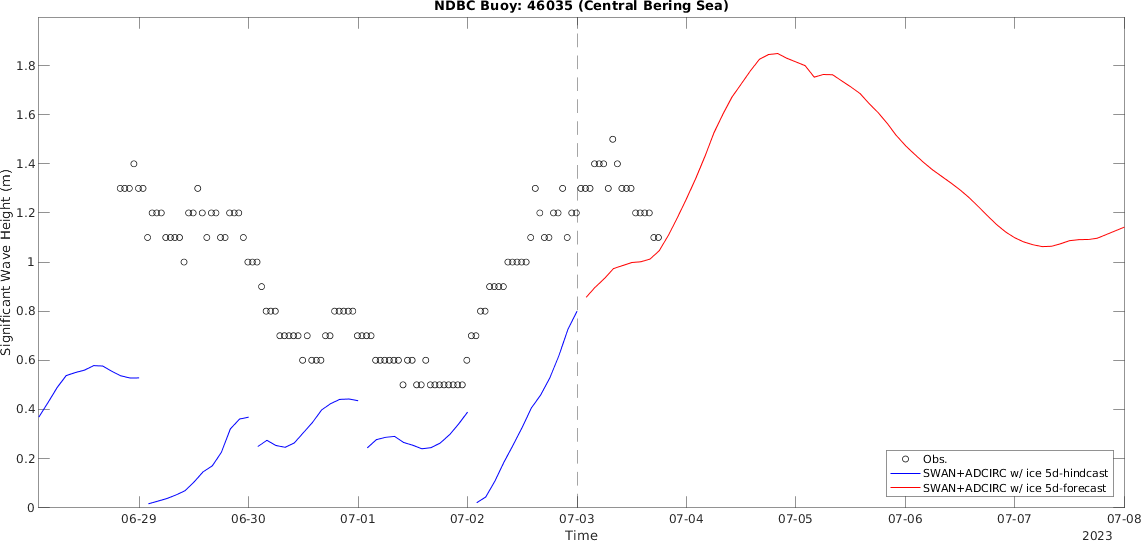 NDBC Buoy: 46035 (Central Bering Sea)
Significant Wave Height (m)
1.8
1.6
1.4
1.2
1
0.8
0.6
0.4
0.2
0
Obs.
SWAN+ADCIRC w/ ice 5d-hindcast
SWAN+ADCIRC w/ ice 5d-forecast
06-29 06-30 07-01 07-02 07-03 07-04 07-05 07-06 07-07 07-08
Time
2023